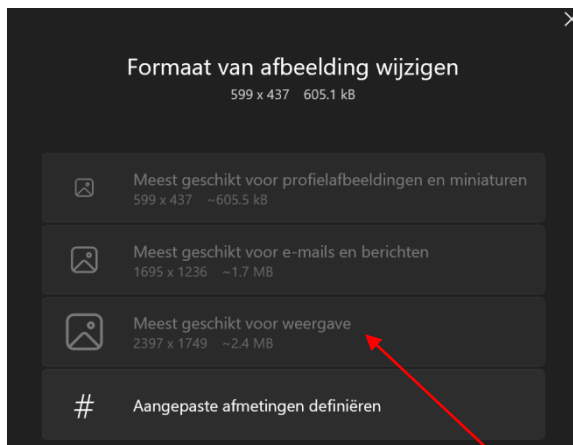 Formaat van afbeelding wijzigen
599 x 437 605.1 kB
Meest geschikt voor profielafbeeldingen en miniaturen
599 x 437 ~605.5 kB
Meest geschikt voor e-mails en berichten
1695 x 1236 ~1.7 MB
Meest geschikt voor weergave
2397 x 1749 ~2.4 MB
# Aangepaste afmetingen definiëren